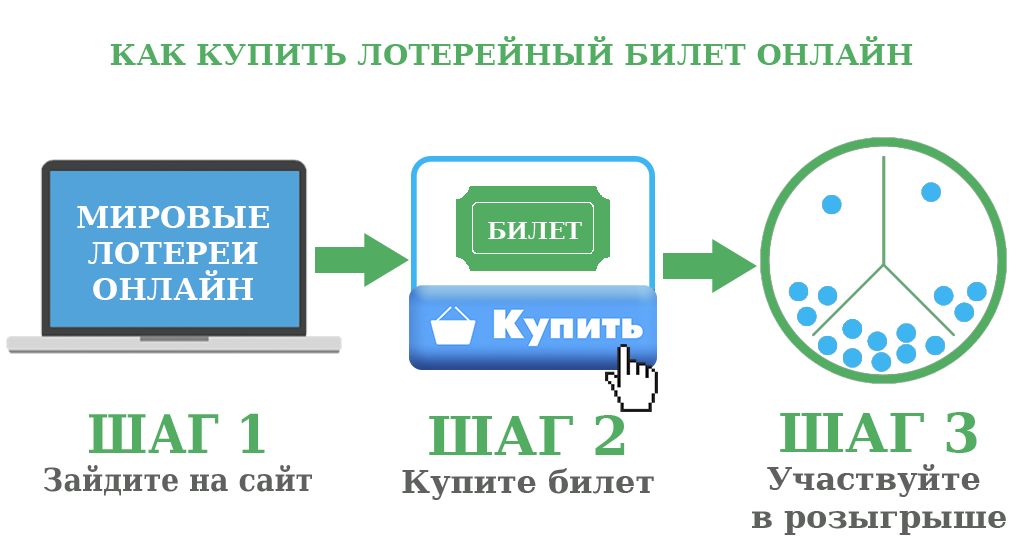 КАК КУПИТЬ ЛОТЕРЕЙНЫЙ БИЛЕТ ОНЛАЙН
МИРОВЫЕ
ЛОТЕРЕИ
ОНЛАЙН
БИЛЕТ
Купить
ШАГ 1
Зайдите на сайт
ШАГ 2
Купите билет
ШАГ 3
Участвуйте
в розыгрыше